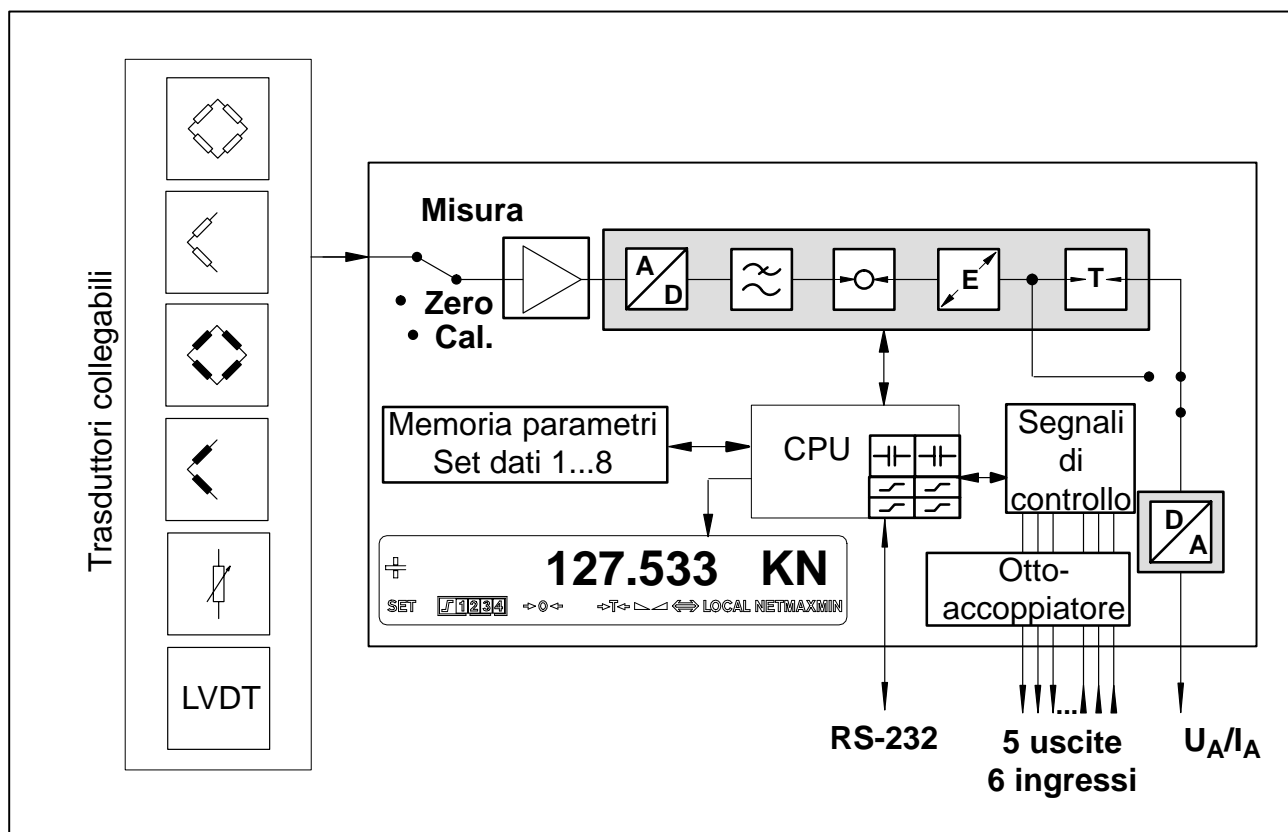 Trasduttori collegabili
LVDT
Misura
Zero
Cal.
A
D
E
T
Memoria parametri
Set dati 1...8
CPU
Segnali
di
controllo
D
A
127.533 KN
SET 1234 0 T LOCAL NETMAXMIN
Otto-
accoppiatore
...
RS-232
5 uscite
6 ingressi
UA/IA